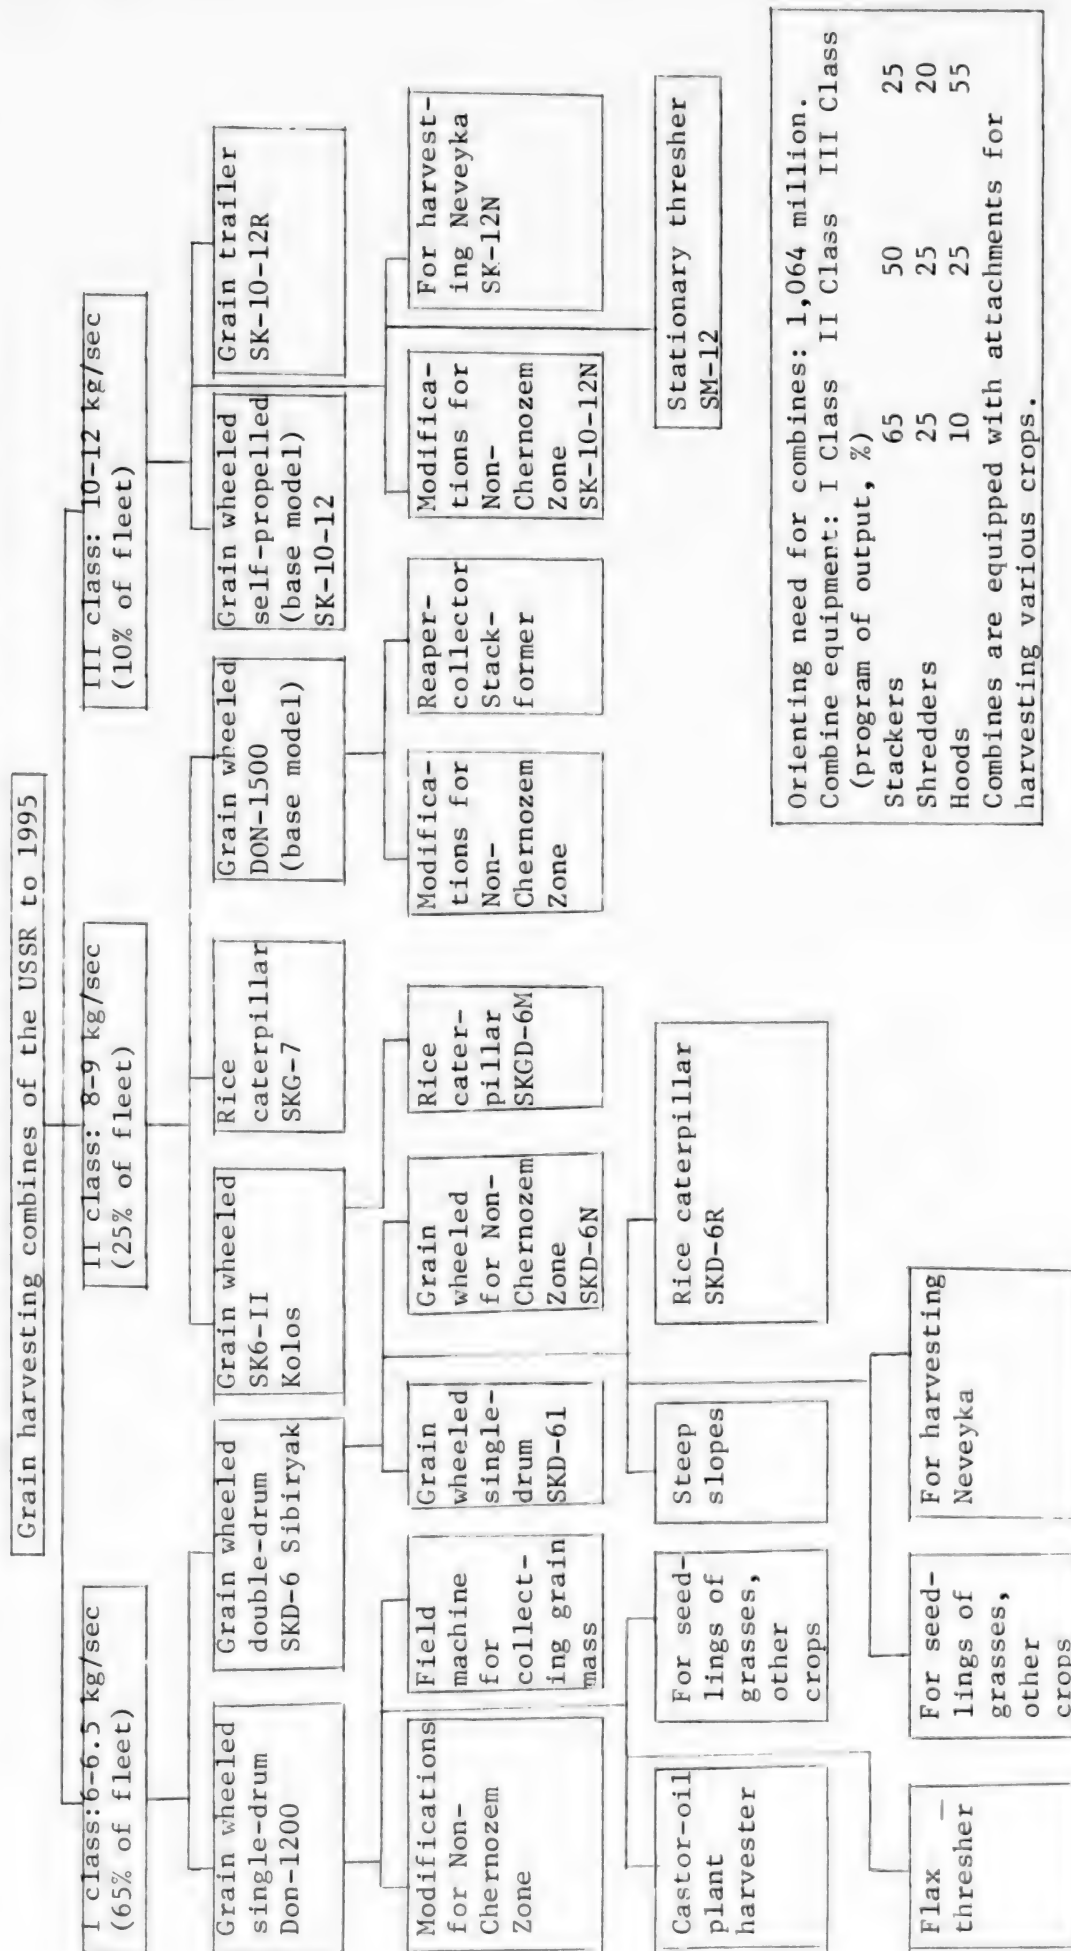 Grain harvesting combines of the USSR to 1995
I class:6-6.5 kg/sec
(65% of fleet)
II class: 8-9 kg/sec
(25% of fleet)
III class: 10-12 kg/sec
(10% of fleet)
Grain wheeled
single-drum
Don-1200
Grain wheeled
double-drum
SKD-6 Sibiryak
Grain wheeled
SK6-II
Kolos
Rice
caterpillar
SKG-7
Grain wheeled
DON-1500
(base model)
Grain wheeled
self-propelled
(base model)
SK-10-12
Grain trailer
SK-10-12R
Modifications
for Non-
Chernozem
Zone
Field
machine
for
collect-
ing grain
mass
Grain
wheeled
single-
drum
SKD-61
Grain
wheeled
for Non-
Chernozem
Zone
SKD-6N
Rice
cater-
pillar
SKGD-6M
Modifica-
tions for
Non-
Chernozem
Zone
Reaper-
collector
Stack-
former
Modifica-
tions for
Non-
Chernozem
Zone
SK-10-12N
For harvest-
ing Neveyka
SK-12N
Castor-oil
plant
harvester
For seed-
lings of
grasses,
other
crops
Steep
slopes
Rice caterpillar
SKD-6R
Stationary thresher
SM-12
Flax
thresher
For seed-
lings of
grasses,
other
crops
For harvesting
Neveyka
Orienting need for combines: 1,064 million.
Combine equipment: I Class II Class III Class
(program of output, %)
Stackers 65 50 25
Shredders 25 25 20
Hoods 10 25 55
Combines are equipped with attachments for
harvesting various crops.